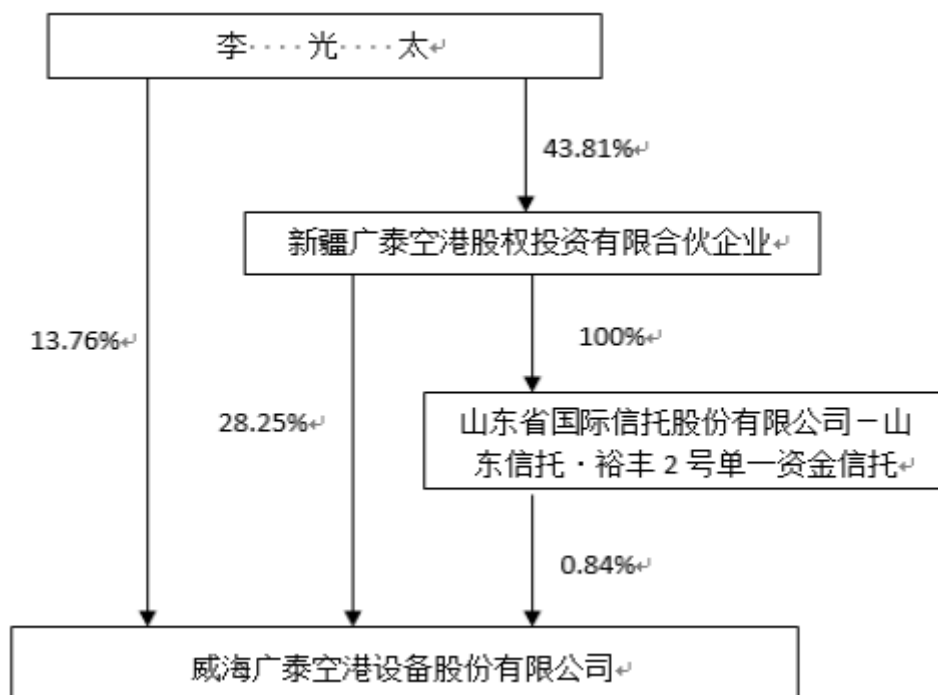 李····光····太↵
43.81%↵
新疆广泰空港股权投资有限合伙企业↵
13.76%↵
100%↵
28.25%↵
山东省国际信托股份有限公司－山
东信托·裕丰 2 号单一资金信托↵
0.84%↵
威海广泰空港设备股份有限公司↵